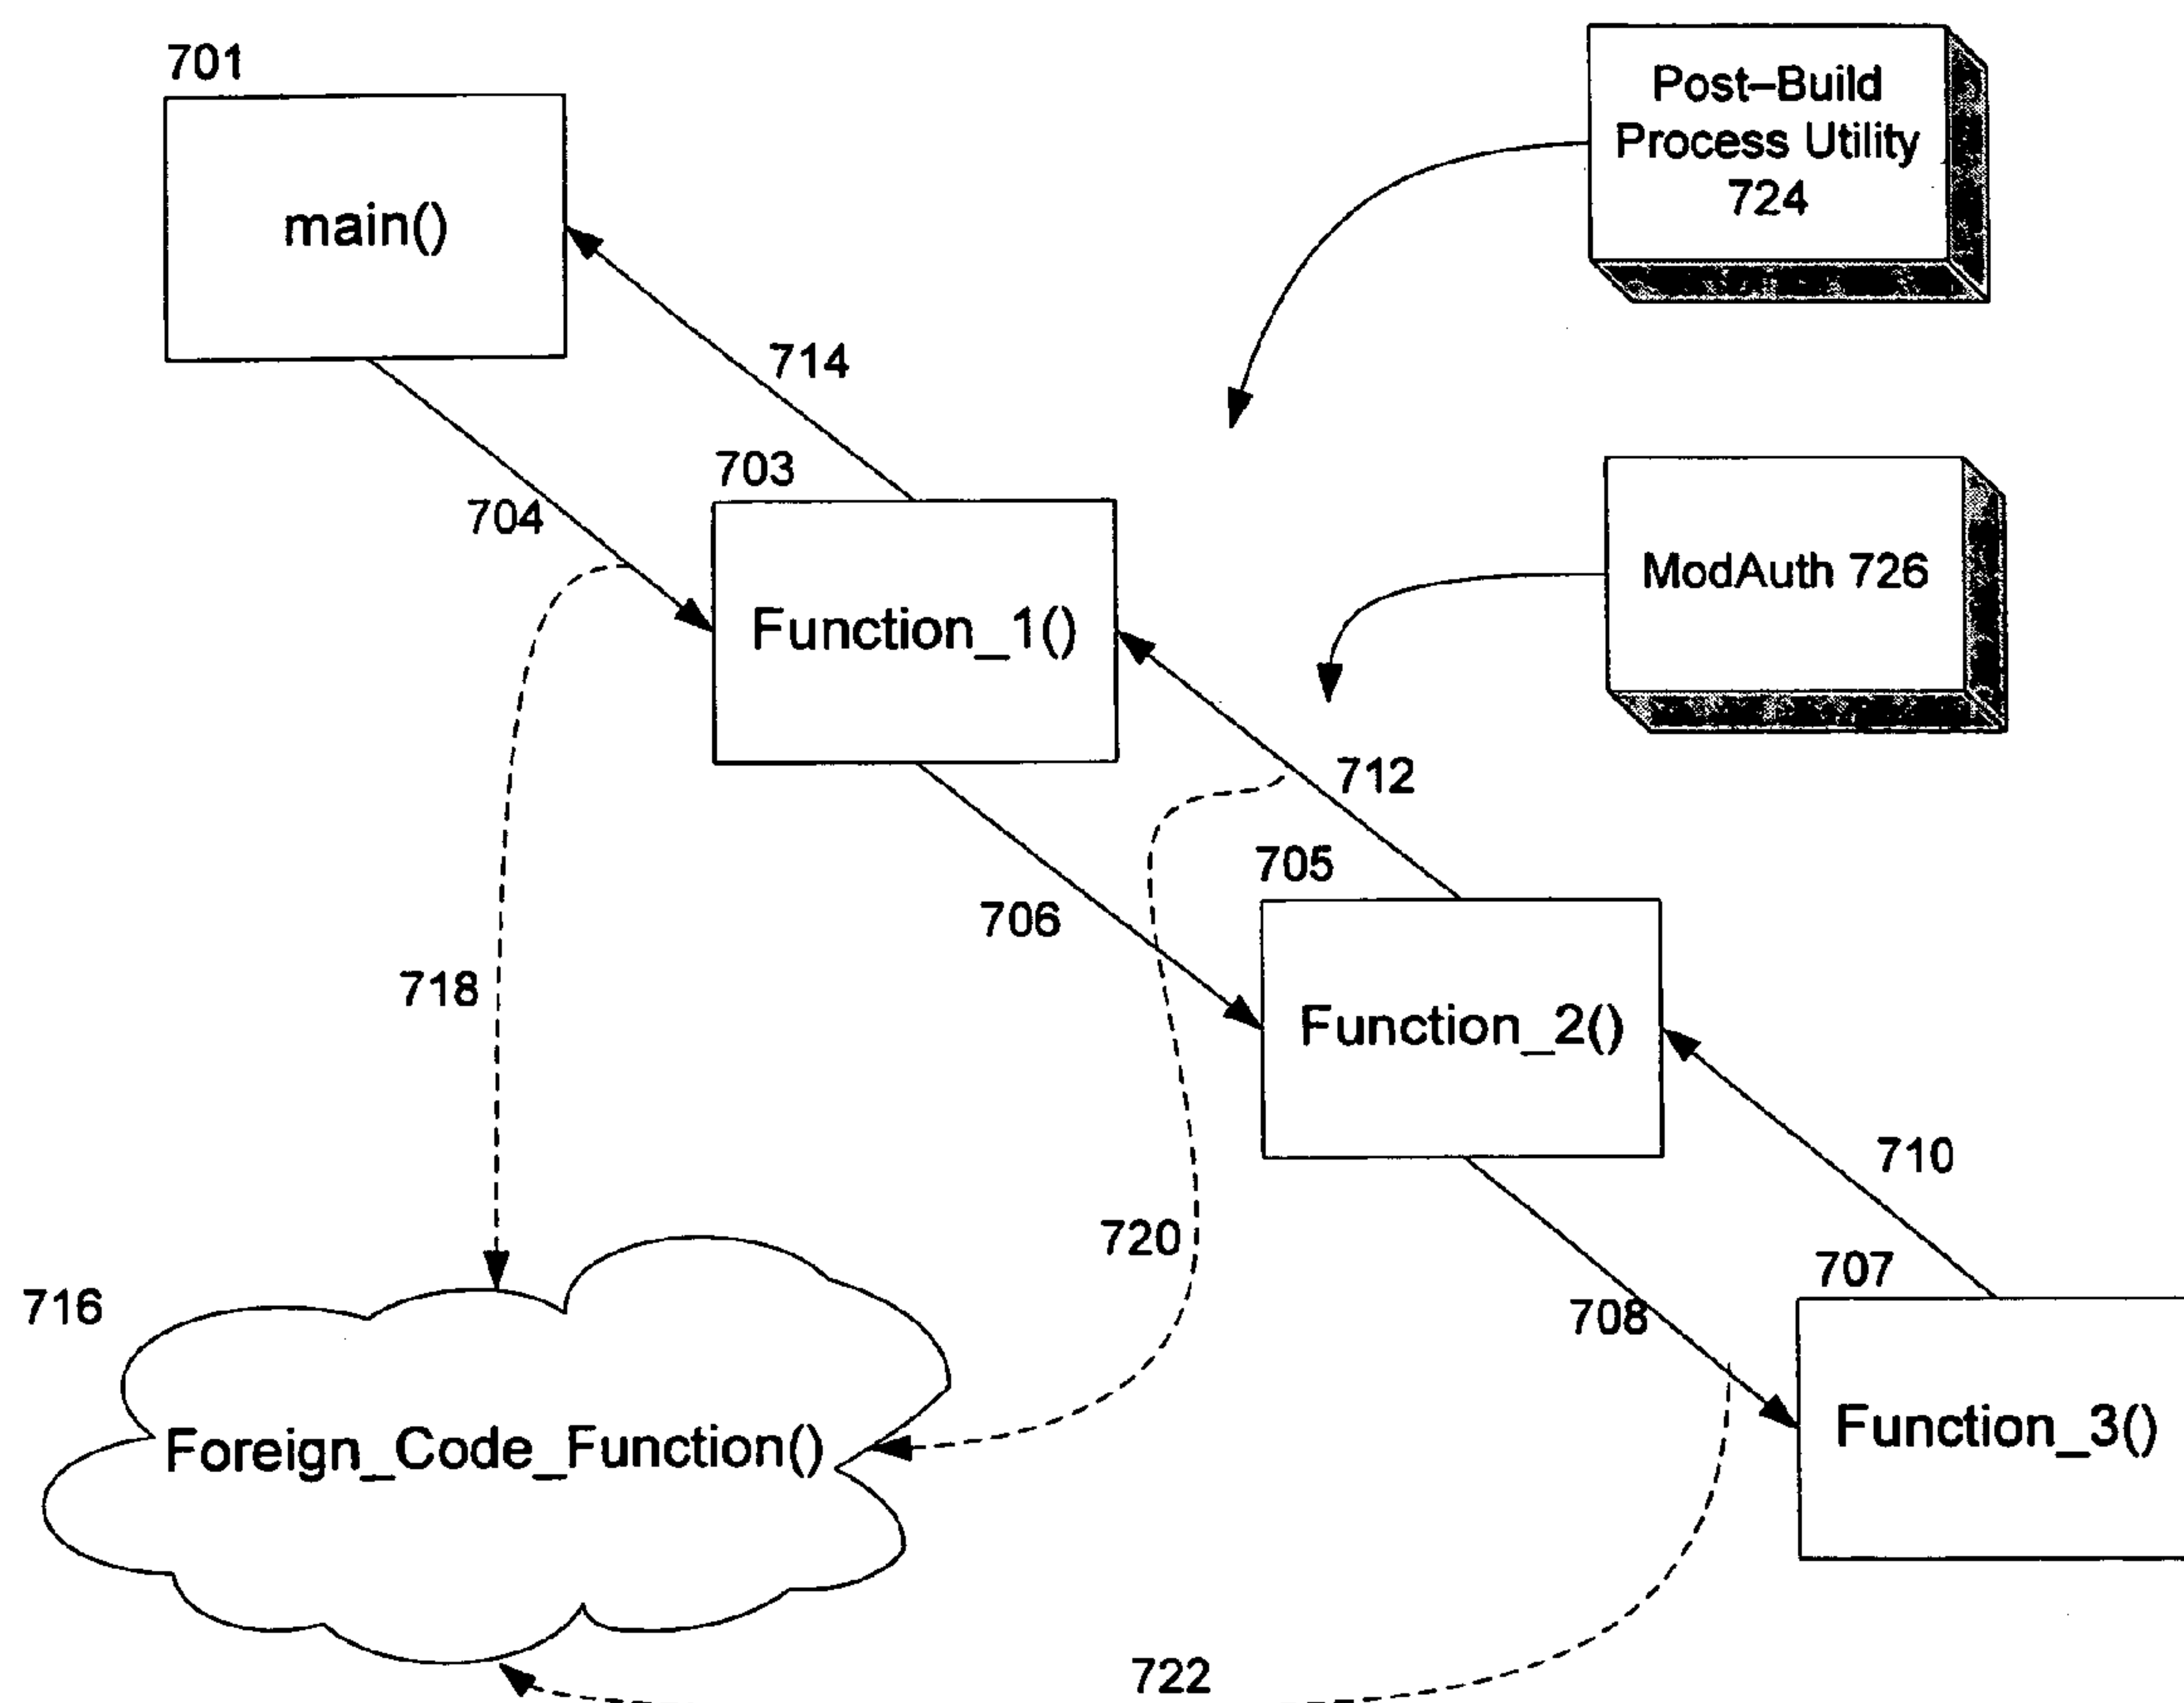 701
Post–Build
Process Utility
724
main()
714
703
704
ModAuth 726
Function_1()
712
705
706
718
Function_2()
710
720
707
716
708
Function_3()
Foreign_Code_Function()
722